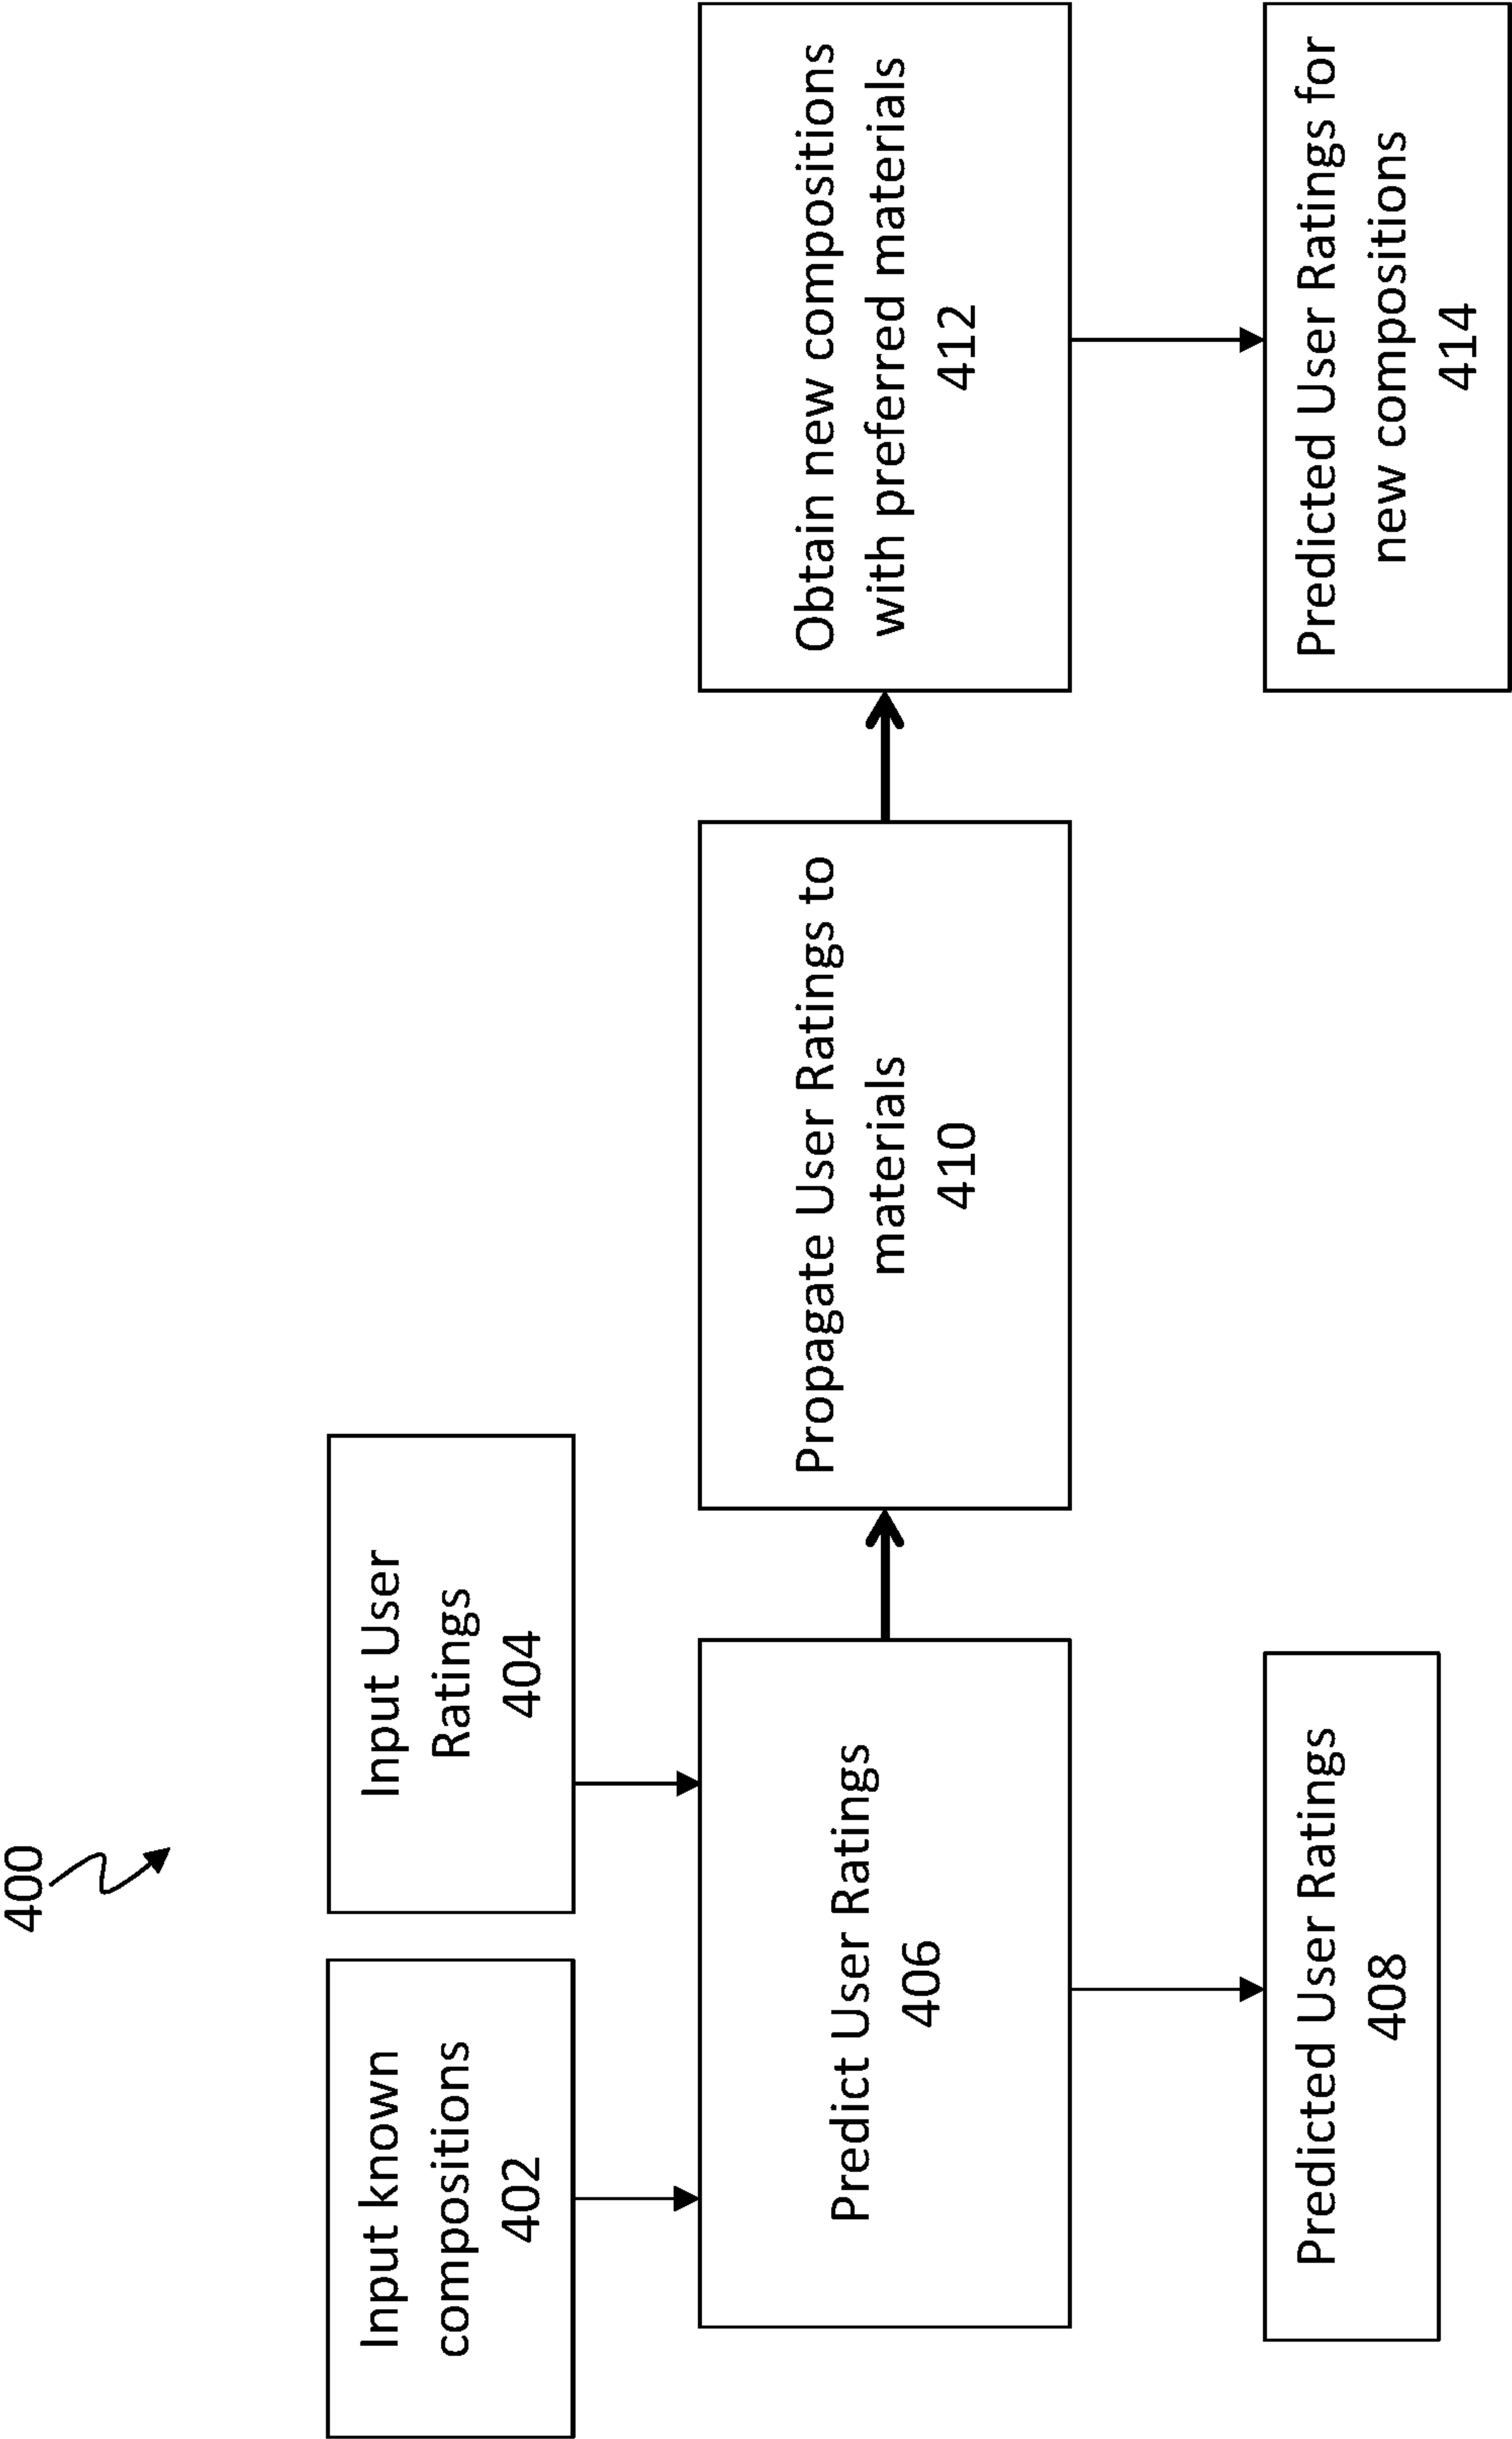 400
Input known
compositions
402
Input User
Ratings
404
Predict User Ratings
406
Propagate User Ratings to
materials
410
Obtain new compositions
with preferred materials
412
Predicted User Ratings
408
Predicted User Ratings for
new compositions
414